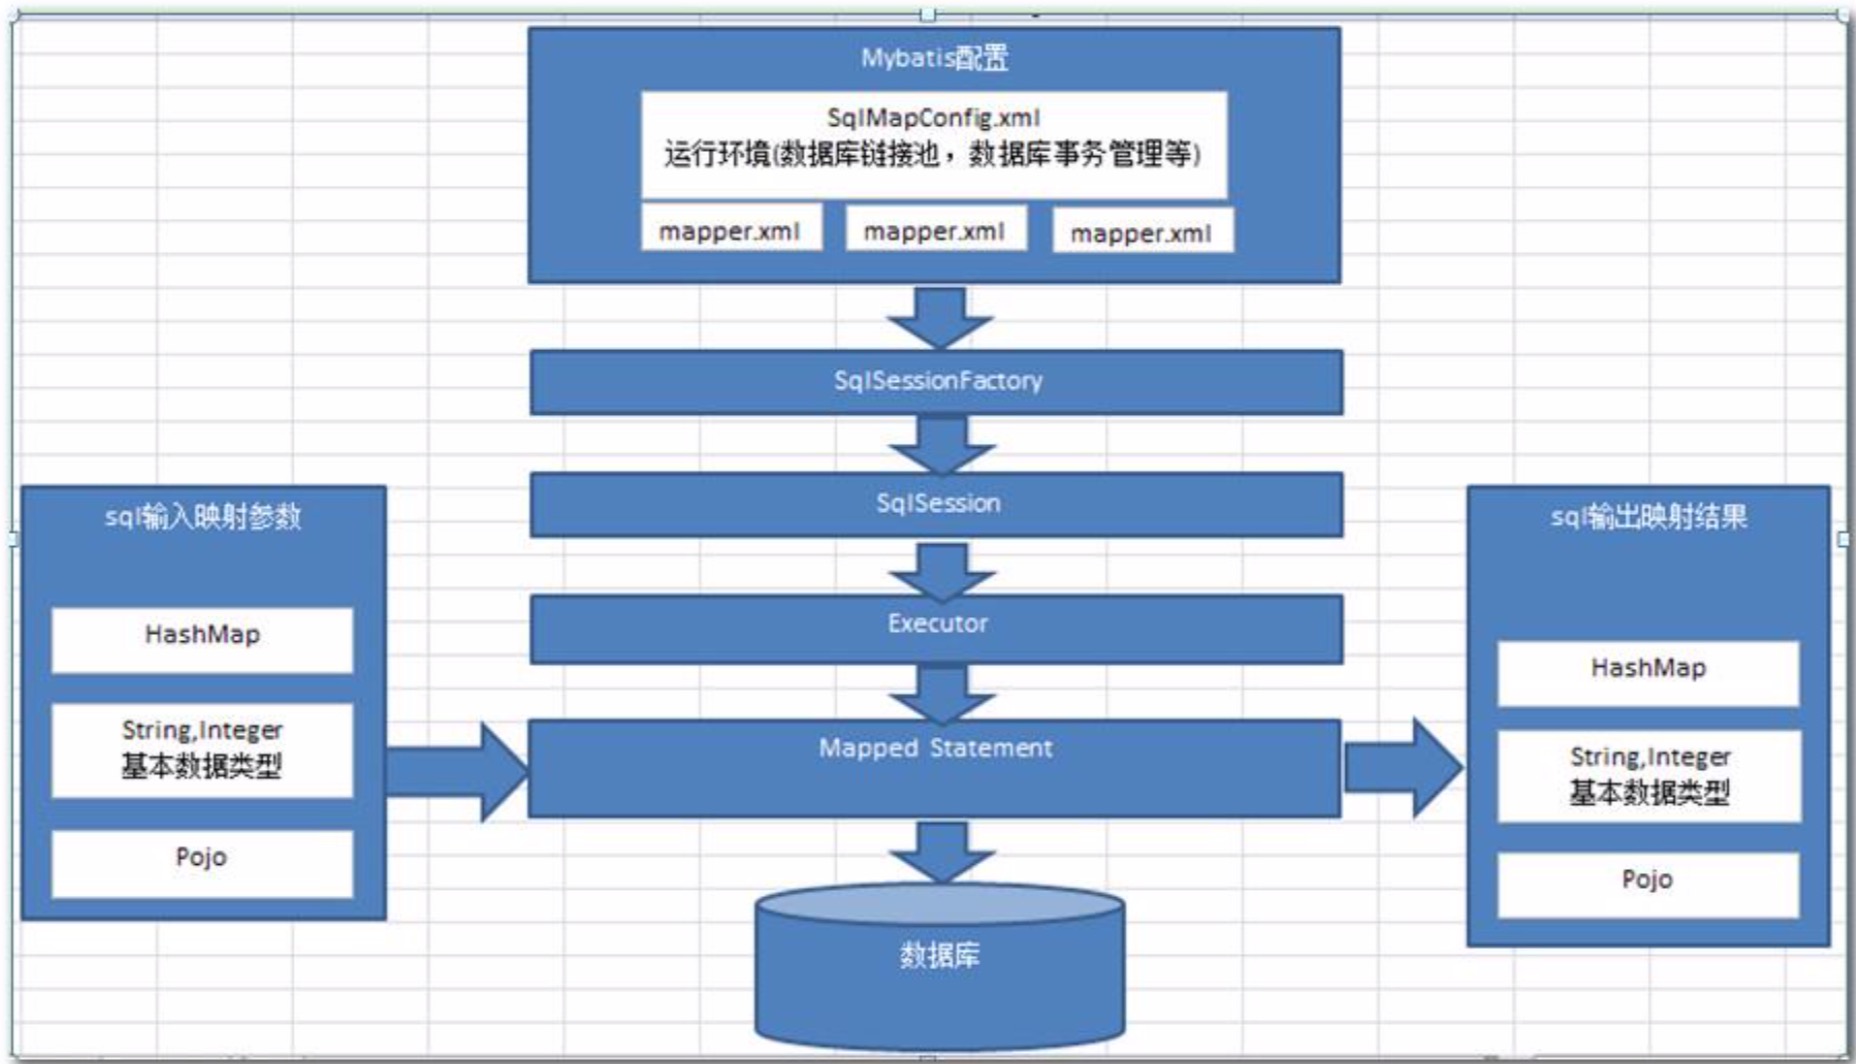 Mybatis配置
SqlMapConfig.xml
运行环境(数据库链接池，数据库事务管理等)
mapper.xml
mapper.xml
mapper.xml
SqlSessionFactory
SqlSession
Executor
Mapped Statement
数据库
sql输入映射参数
HashMap
String,Integer
基本数据类型
Pojo
sql输出映射结果
HashMap
String,Integer
基本数据类型
Pojo